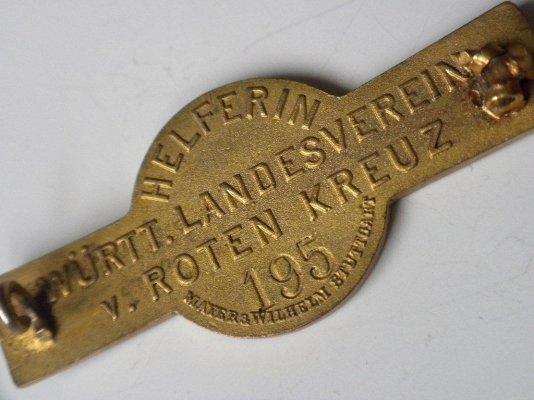 HELFERIN
WÜRTT. LANDESVEREIN
V. ROTEN KREUZ
195
MAYER & WILHELM STUTTGART